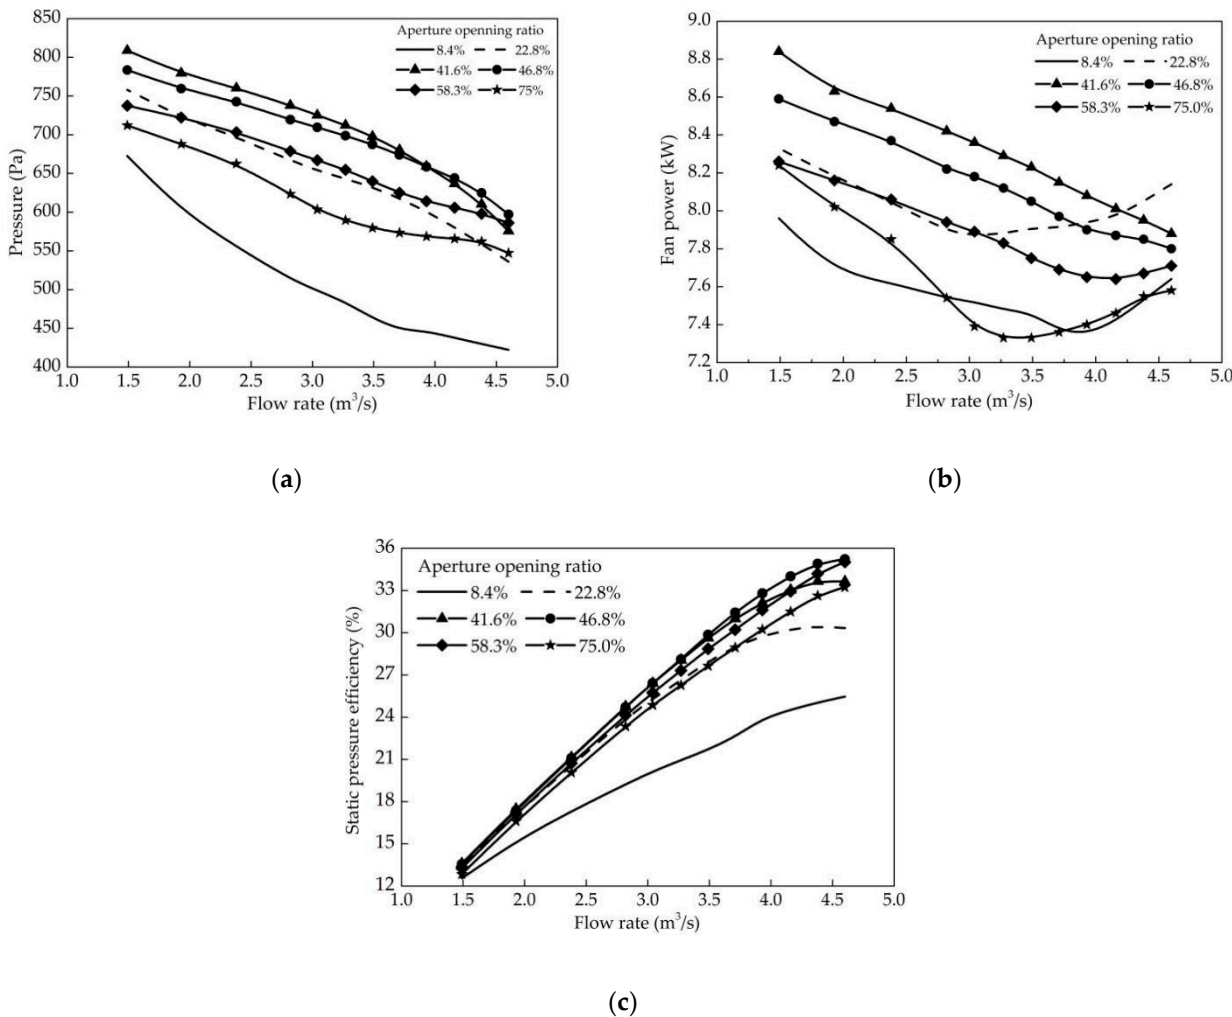 850
800
750
700
650
600
550
500
450
400
Pressure (Pa)
Aperture openning ratio
8.4% 22.8%
41.6% 46.8%
58.3% 75%
1.0 1.5 2.0 2.5 3.0 3.5 4.0 4.5 5.0
Flow rate (m³/s)
(a)
9.0
8.8
8.6
8.4
8.2
8.0
7.8
7.6
7.4
7.2
Fan power (kW)
Aperture opening ratio
8.4% 22.8%
41.6% 46.8%
58.3% 75.0%
1.0 1.5 2.0 2.5 3.0 3.5 4.0 4.5 5.0
Flow rate (m³/s)
(b)
36
33
30
27
24
21
18
15
12
Static pressure efficiency (%)
Aperture opening ratio
8.4% 22.8%
41.6% 46.8%
58.3% 75.0%
1.0 1.5 2.0 2.5 3.0 3.5 4.0 4.5 5.0
Flow rate (m³/s)
(c)